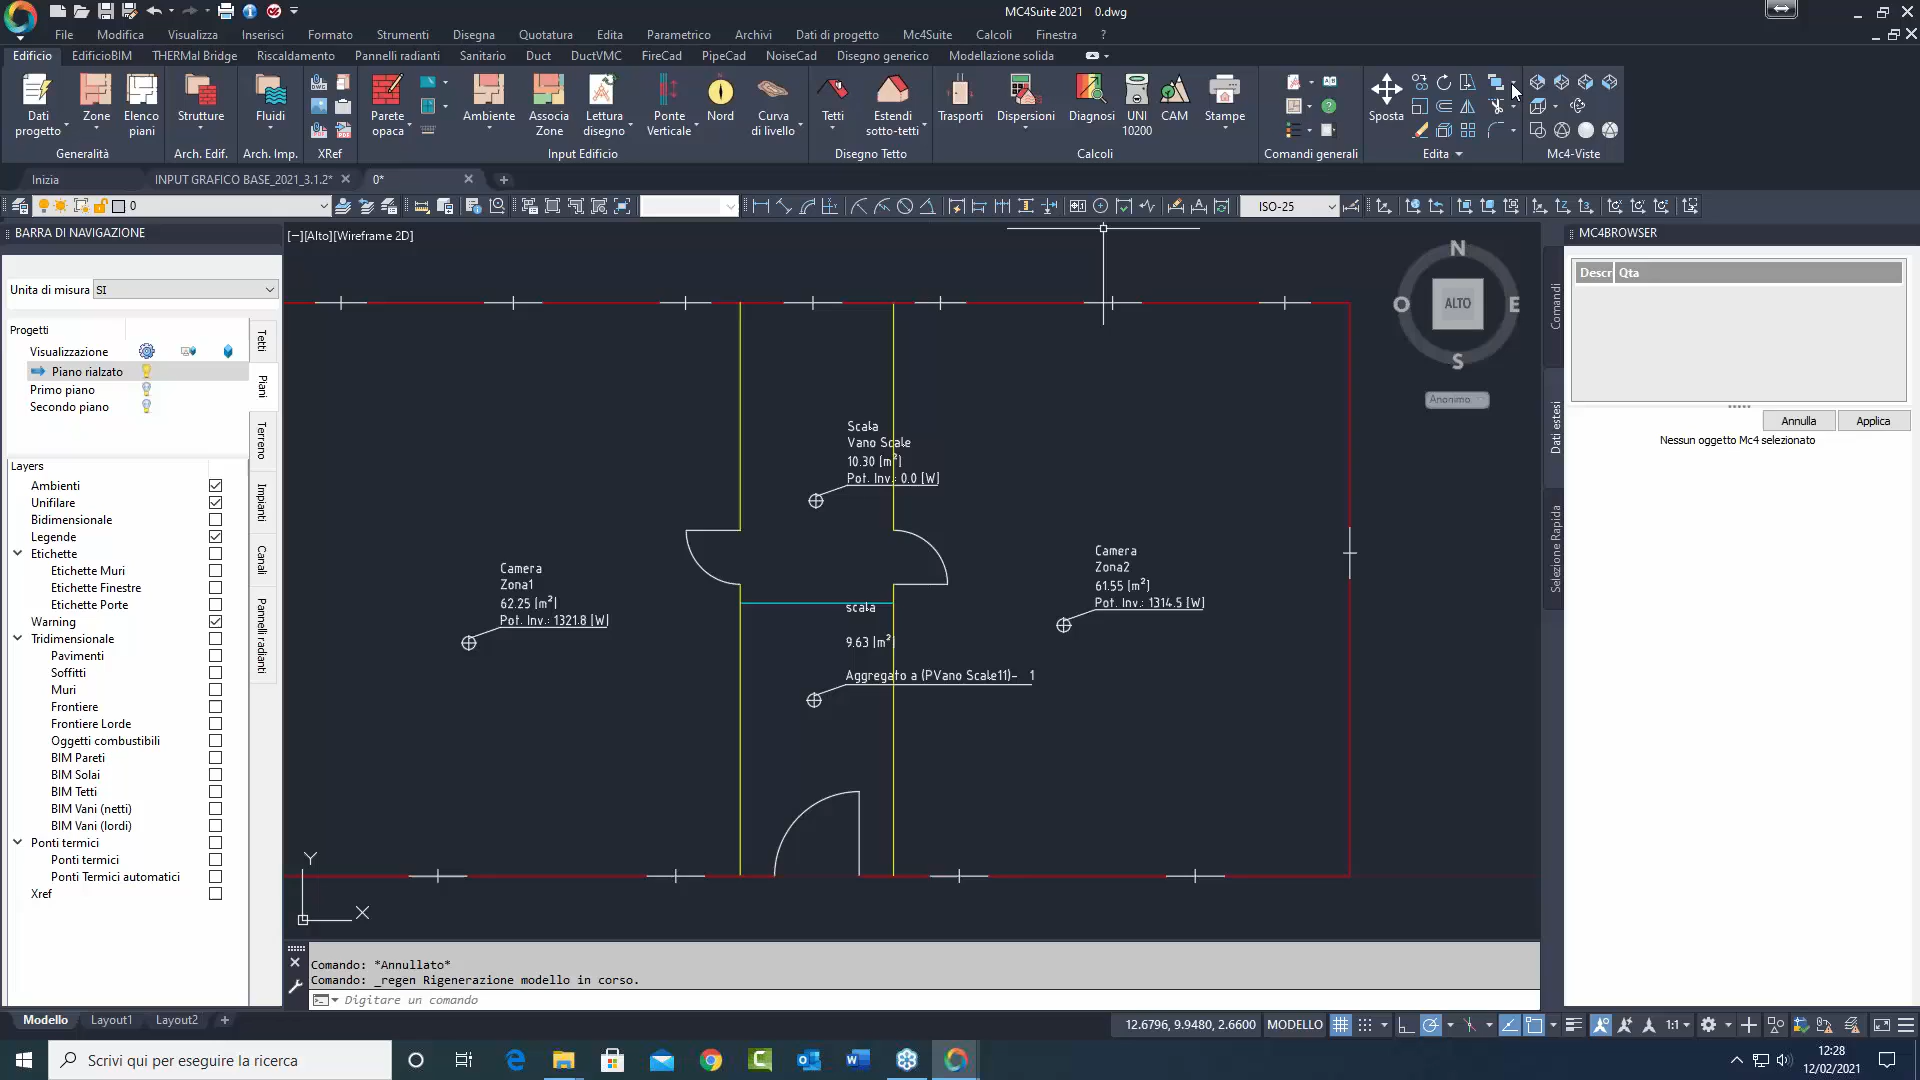 MC4Suite 2021 0.dwg
File Modifica Visualizza Inserisci Formato Strumenti Disegna Quotatura Edita Parametrico Archivi Dati di progetto Mc4Suite Calcoli Finestra ?
Edificio EdificioBIM THERMal Bridge Riscaldamento Pannelli radianti Sanitario Duct DuctVMC FireCad PipeCad NoiseCad Disegno generico Modellazione solida
Dati progetto Zone Elenco piani Strutture Fluidi Parete opaca Ambiente Associa Zone Lettura disegno Ponte Verticale Nord Curva di livello Tetti Estendi sotto-tetti Trasporti Dispersioni Diagnosi UNI 10200 CAM Stampe Sposta
Generalità Arch. Edif. Arch. Imp. XRef Input Edificio Disegno Tetto Calcoli Comandi generali Edita Mc4-Viste
Inizia INPUT GRAFICO BASE_2021_3.1.2* 0*
0 ISO-25
BARRA DI NAVIGAZIONE
Unita di misura SI
Progetti
Visualizzazione
Piano rialzato
Primo piano
Secondo piano
Tetti
Piani
Terreno
Impianti
Canali
Pannelli radianti
Layers
Ambienti
Unifilare
Bidimensionale
Legende
Etichette
Etichette Muri
Etichette Finestre
Etichette Porte
Warning
Tridimensionale
Pavimenti
Soffitti
Muri
Frontiere
Frontiere Lorde
Oggetti combustibili
BIM Pareti
BIM Solai
BIM Tetti
BIM Vani (netti)
BIM Vani (lordi)
Ponti termici
Ponti termici
Ponti Termici automatici
Xref
[−][Alto][Wireframe 2D]
N
O ALTO E
S
Anonimo
Scala
Vano Scale
10.30 [m²]
Pot. Inv.: 0.0 [W]
Camera
Zona1
62.25 [m²]
Pot. Inv.: 1321.8 [W]
Camera
Zona2
61.55 [m²]
Pot. Inv.: 1314.5 [W]
scala
9.63 [m²]
Aggregato a (PVano Scale11)- 1
Y
X
Comandi
Dati estesi
Selezione Rapida
MC4BROWSER
Descr Qta
Annulla Applica
Nessun oggetto Mc4 selezionato
Comando: *Annullato*
Comando: _regen Rigenerazione modello in corso.
Digitare un comando
Modello Layout1 Layout2 +
12.6796, 9.9480, 2.6600 MODELLO 1:1
Scrivi qui per eseguire la ricerca
12:28
12/02/2021